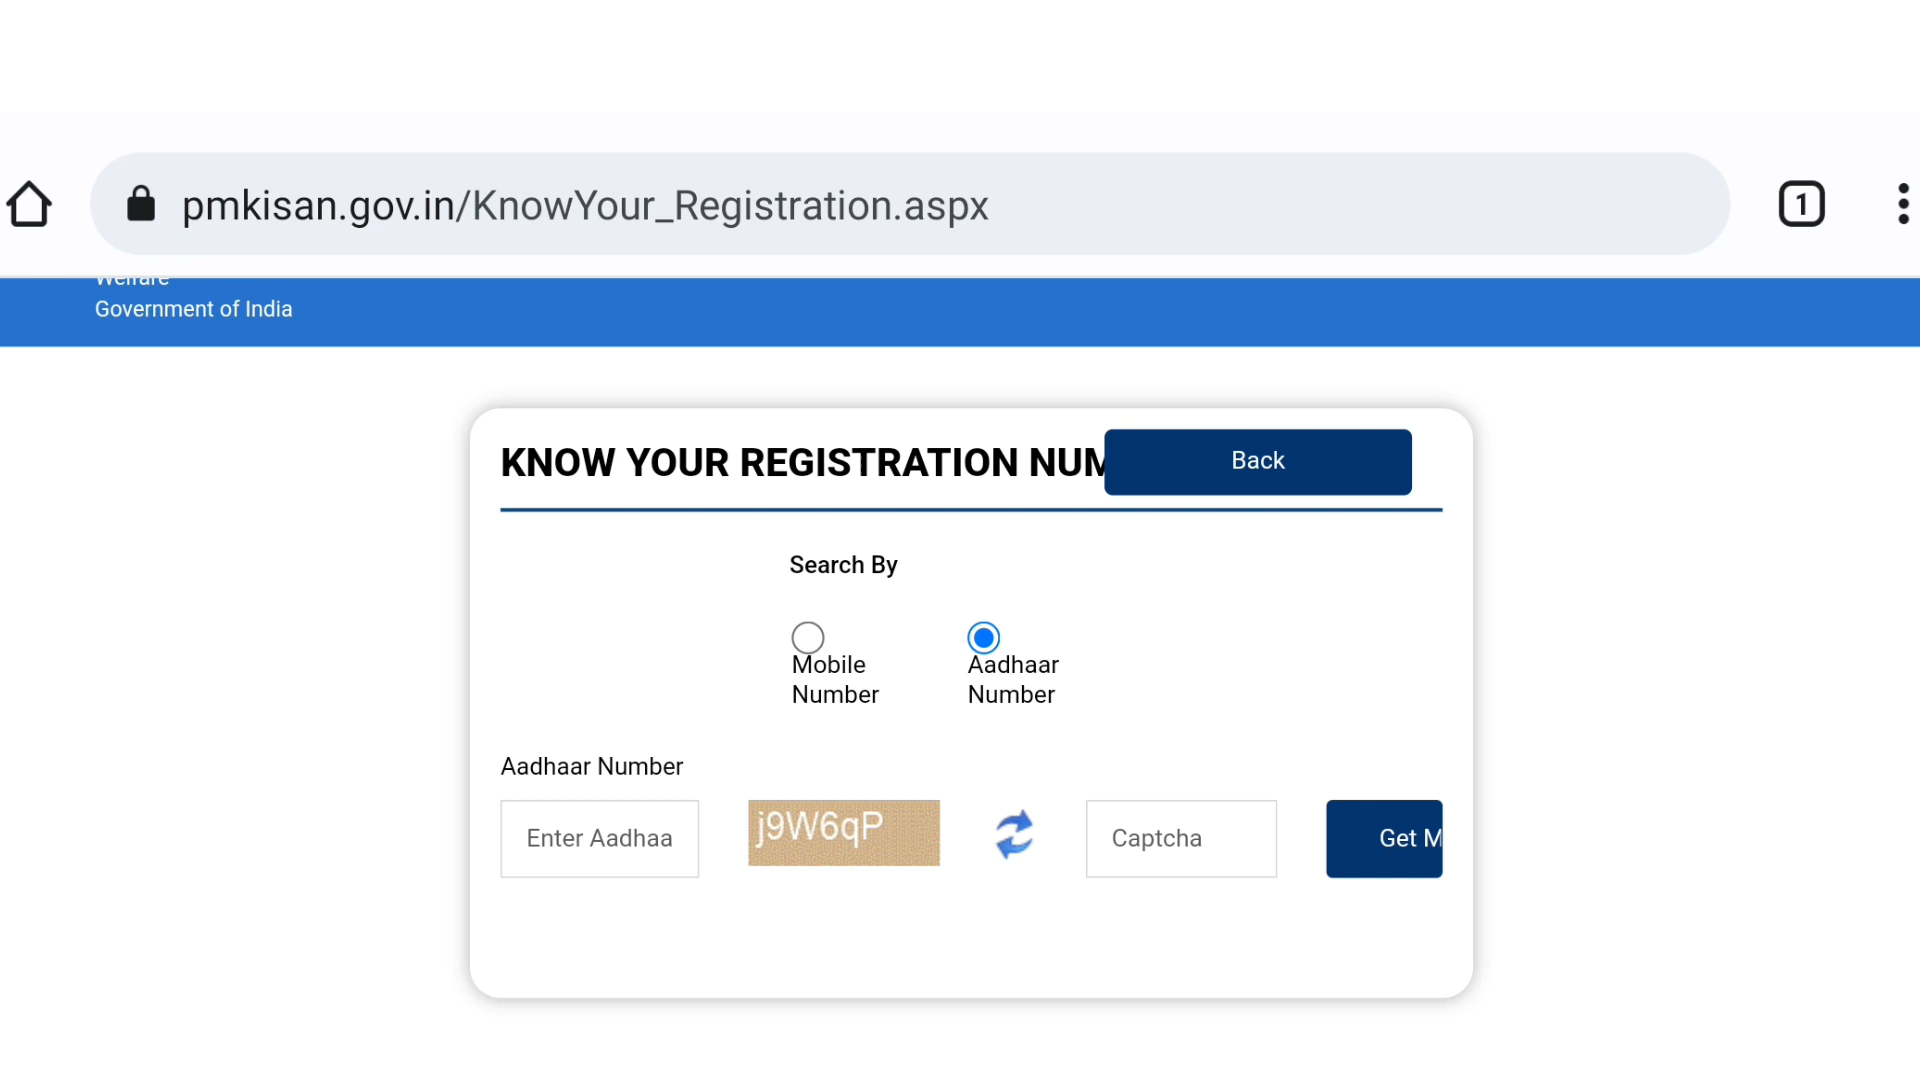 pmkisan.gov.in/KnowYour_Registration.aspx
1
Welfare
Government of India
KNOW YOUR REGISTRATION NUM
Back
Search By
Mobile
Number
Aadhaar
Number
Aadhaar Number
Enter Aadhaa
j9W6qP
Captcha
Get M